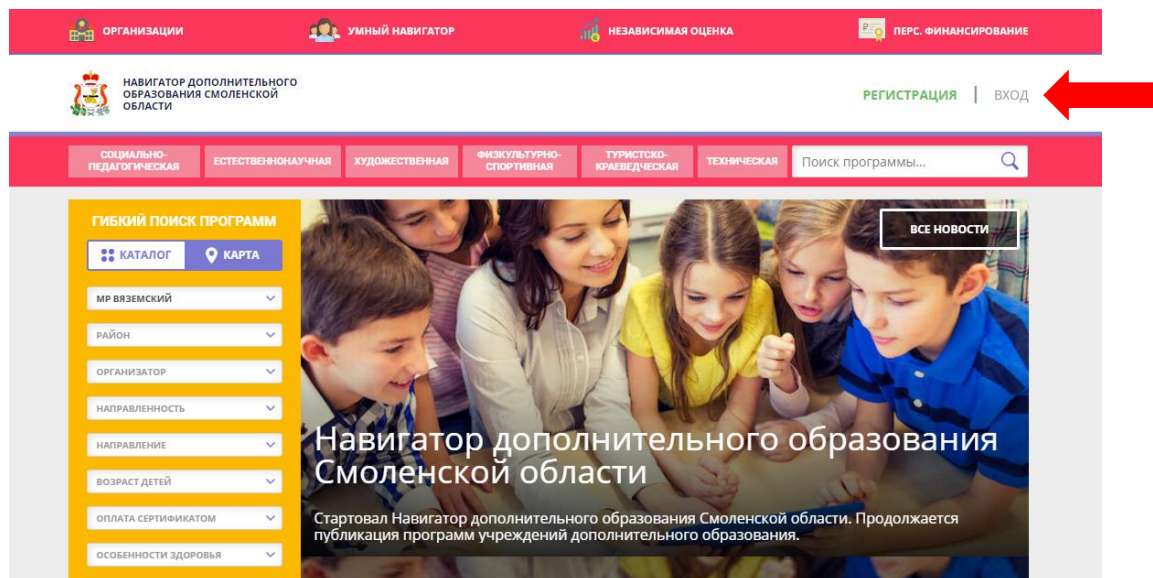 ОРГАНИЗАЦИИ
УМНЫЙ НАВИГАТОР
НЕЗАВИСИМАЯ ОЦЕНКА
ПЕРС. ФИНАНСИРОВАНИЕ
НАВИГАТОР ДОПОЛНИТЕЛЬНОГО
ОБРАЗОВАНИЯ СМОЛЕНСКОЙ
ОБЛАСТИ
РЕГИСТРАЦИЯ | ВХОД
СОЦИАЛЬНО-
ПЕДАГОГИЧЕСКАЯ
ЕСТЕСТВЕННОНАУЧНАЯ
ХУДОЖЕСТВЕННАЯ
ФИЗКУЛЬТУРНО-
СПОРТИВНАЯ
ТУРИСТСКО-
КРАЕВЕДЧЕСКАЯ
ТЕХНИЧЕСКАЯ
Поиск программы...
ГИБКИЙ ПОИСК ПРОГРАММ
КАТАЛОГ
КАРТА
МР ВЯЗЕМСКИЙ
РАЙОН
ОРГАНИЗАТОР
НАПРАВЛЕННОСТЬ
НАПРАВЛЕНИЕ
ВОЗРАСТ ДЕТЕЙ
ОПЛАТА СЕРТИФИКАТОМ
ОСОБЕННОСТИ ЗДОРОВЬЯ
ВСЕ НОВОСТИ
Навигатор дополнительного образования
Смоленской области
Стартовал Навигатор дополнительного образования Смоленской области. Продолжается
публикация программ учреждений дополнительного образования.